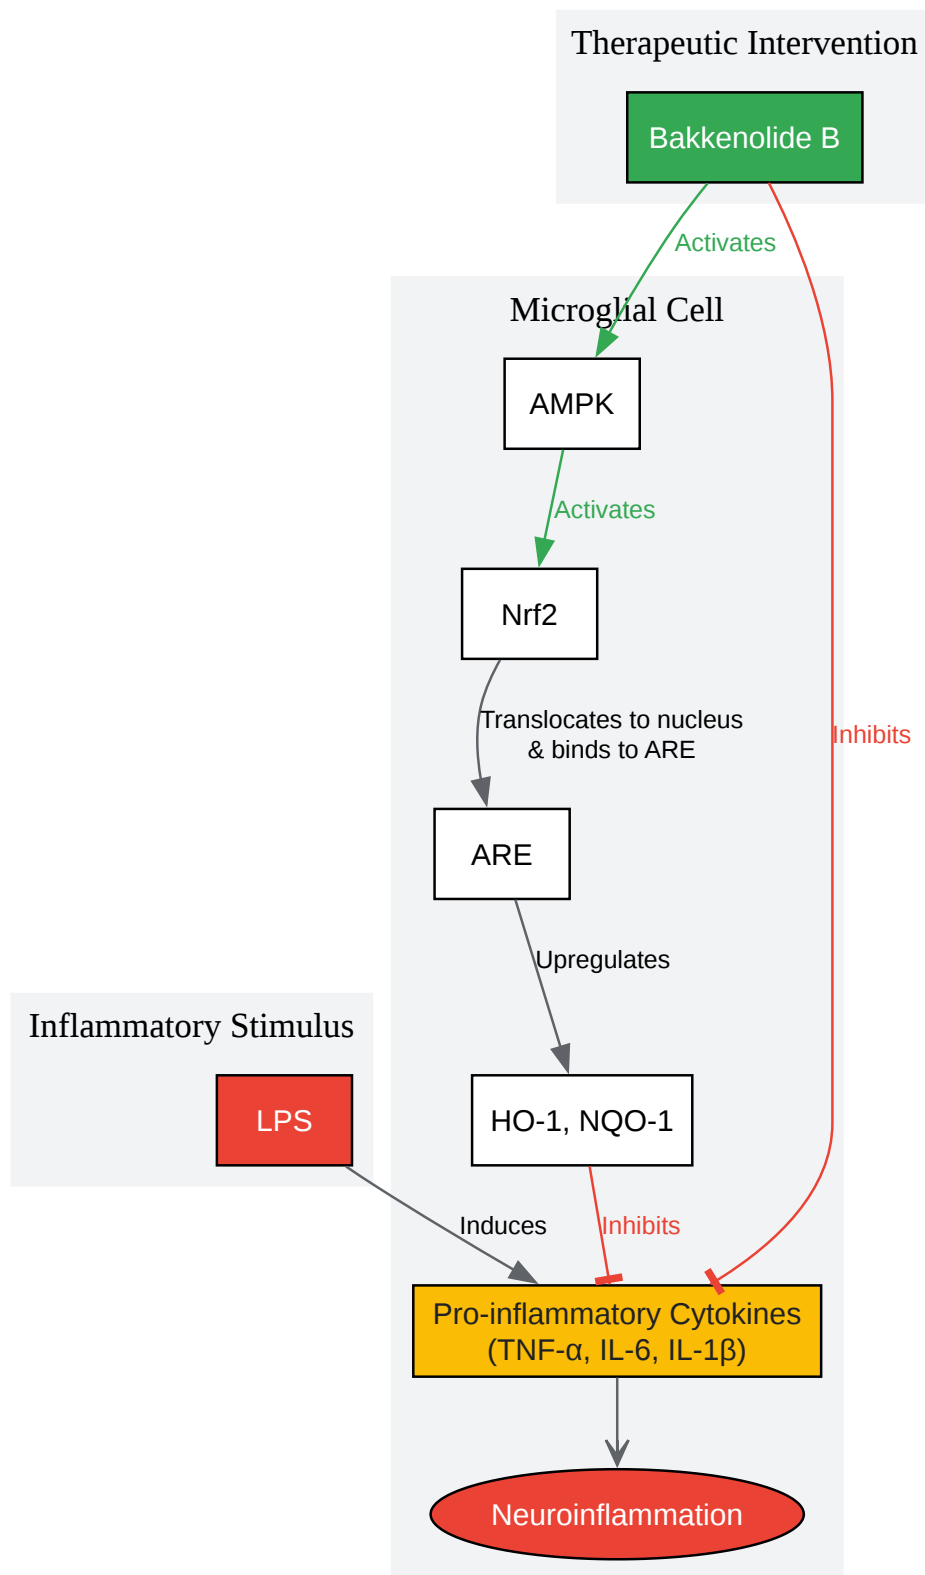 Therapeutic Intervention
Bakkenolide B
Activates
Microglial Cell
AMPK
Activates
Nrf2
Translocates to nucleus
& binds to ARE
Inhibits
ARE
Upregulates
Inflammatory Stimulus
LPS
HO-1, NQO-1
Induces
Inhibits
Pro-inflammatory Cytokines
(TNF-α, IL-6, IL-1β)
Neuroinflammation